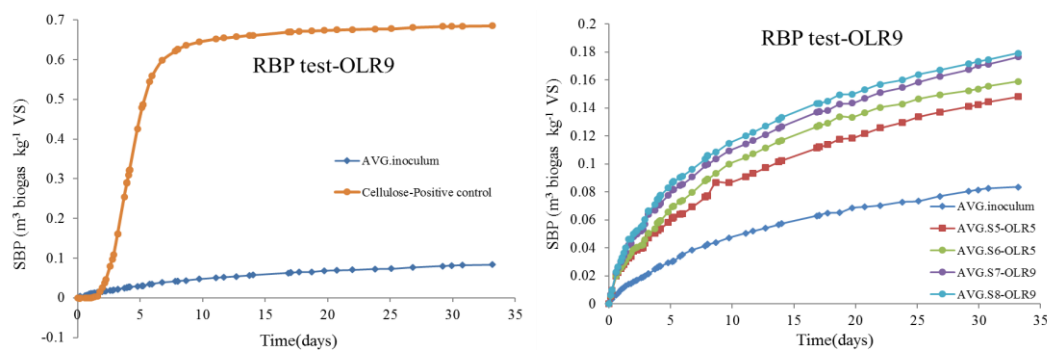 RBP test-OLR9
SBP (m³ biogas kg⁻¹ VS)
0.7
0.6
0.5
0.4
0.3
0.2
0.1
0
-0.1
0 5 10 15 20 25 30 35
Time(days)
AVG.inoculum
Cellulose-Positive control
RBP test-OLR9
SBP (m³ biogas kg⁻¹ VS)
0.2
0.18
0.16
0.14
0.12
0.1
0.08
0.06
0.04
0.02
0
0 5 10 15 20 25 30 35
Time(days)
AVG.inoculum
AVG.S5-OLR5
AVG.S6-OLR5
AVG.S7-OLR9
AVG.S8-OLR9